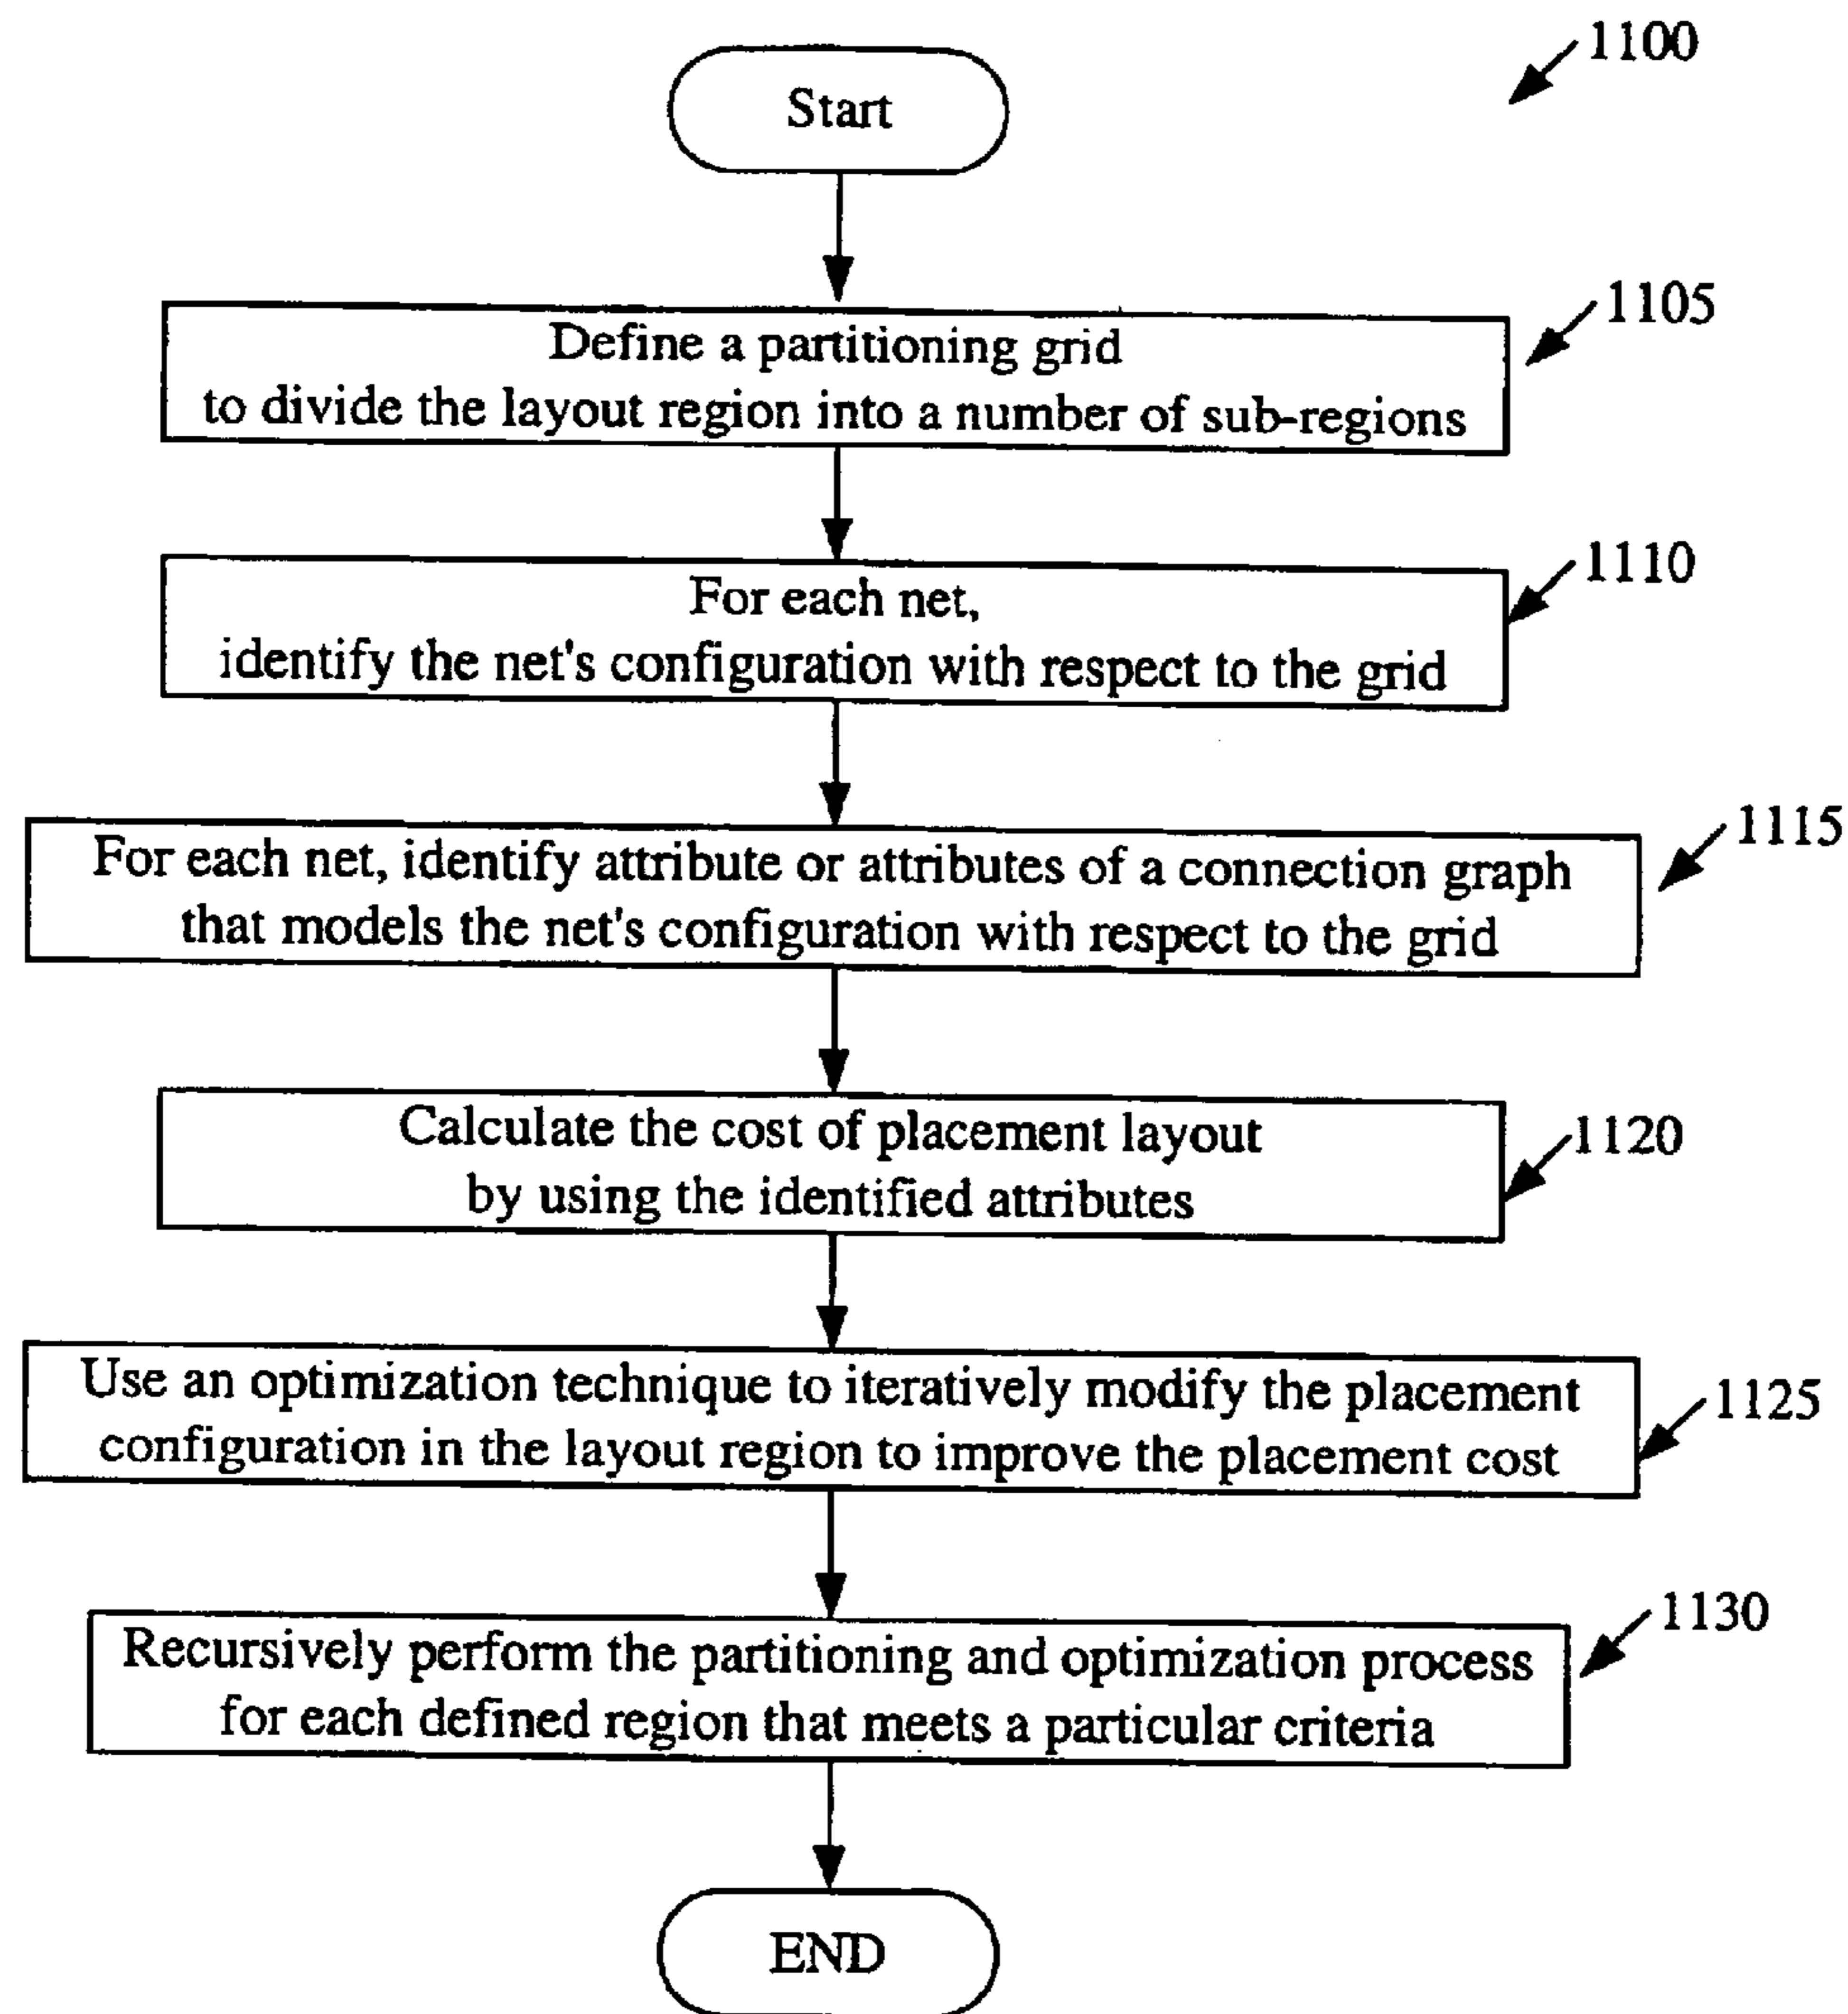 1100
Start
1105
Define a partitioning grid
to divide the layout region into a number of sub-regions
1110
For each net,
identify the net's configuration with respect to the grid
1115
For each net, identify attribute or attributes of a connection graph
that models the net's configuration with respect to the grid
1120
Calculate the cost of placement layout
by using the identified attributes
1125
Use an optimization technique to iteratively modify the placement
configuration in the layout region to improve the placement cost
1130
Recursively perform the partitioning and optimization process
for each defined region that meets a particular criteria
END